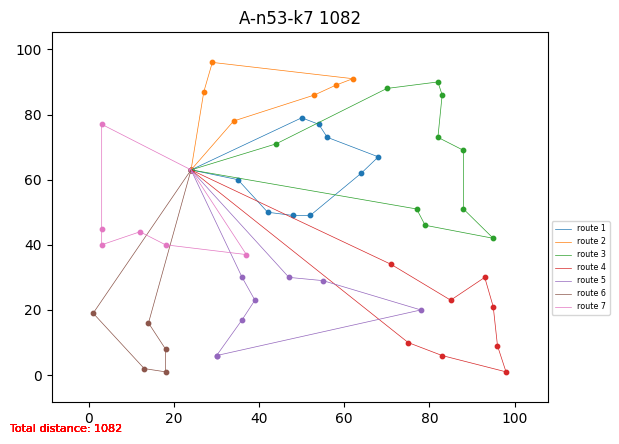 A-n53-k7 1082
100
80
60
40
20
0
0 20 40 60 80 100
route 1
route 2
route 3
route 4
route 5
route 6
route 7
Total distance: 1082